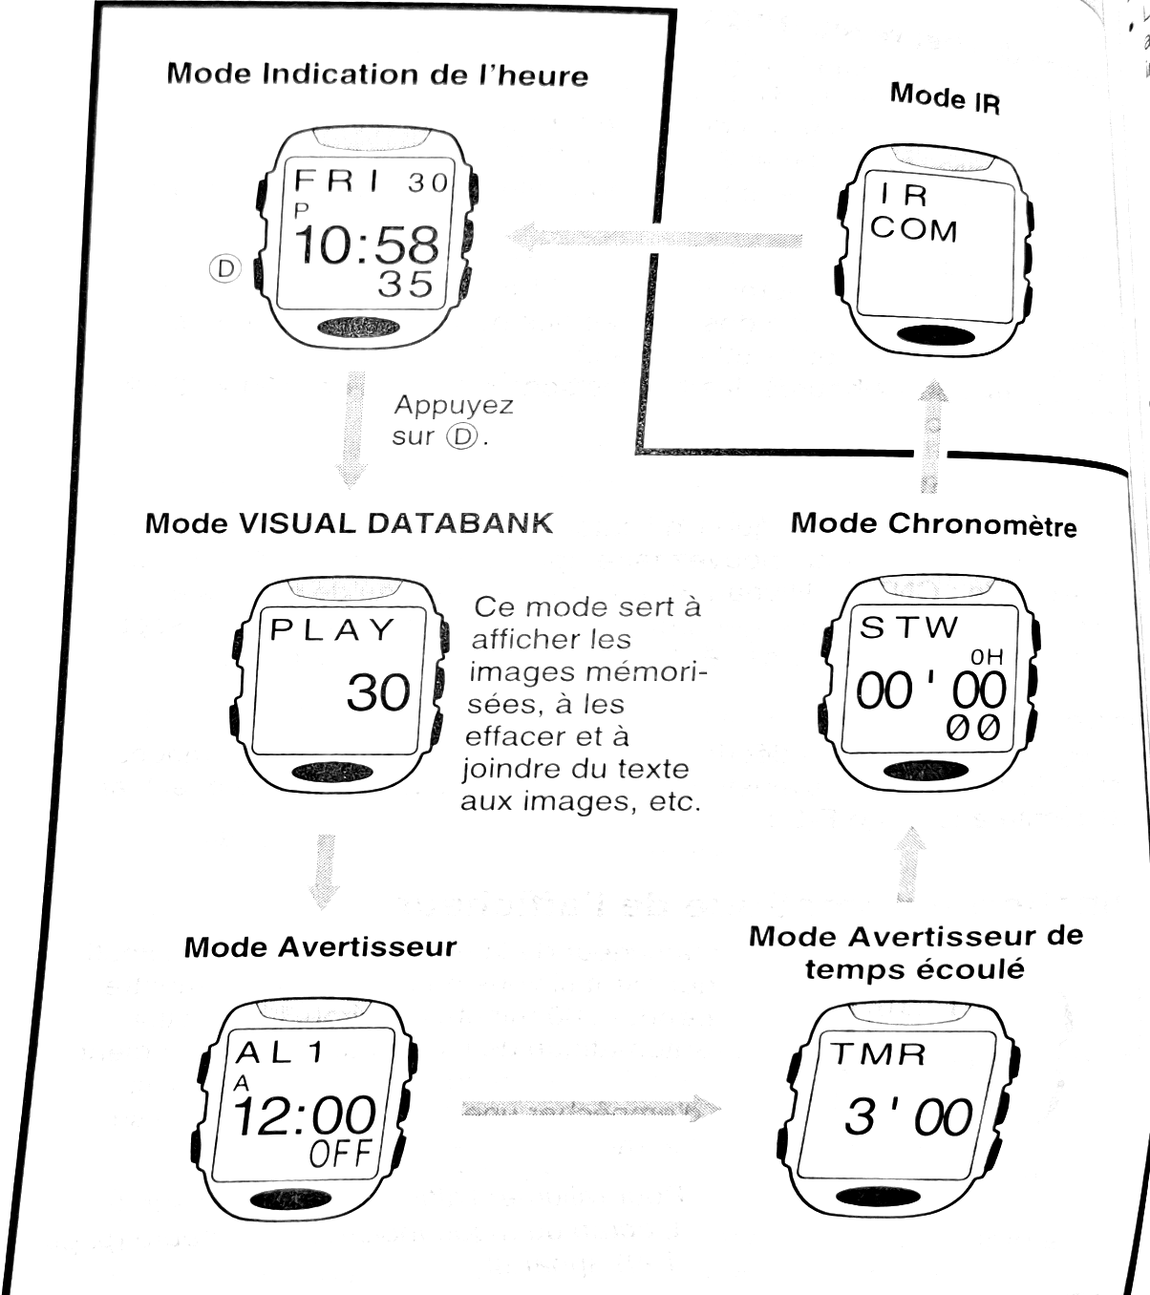 Mode Indication de l'heure
FRI 30
P
10:58
35
D
Appuyez
sur D.
Mode VISUAL DATABANK
PLAY
30
Ce mode sert à
afficher les
images mémori-
sées, à les
effacer et à
joindre du texte
aux images, etc.
Mode Avertisseur
AL1
A
12:00
OFF
Mode Avertisseur de
temps écoulé
TMR
3'00
Mode Chronomètre
STW
0H
00'00
00
Mode IR
IR
COM